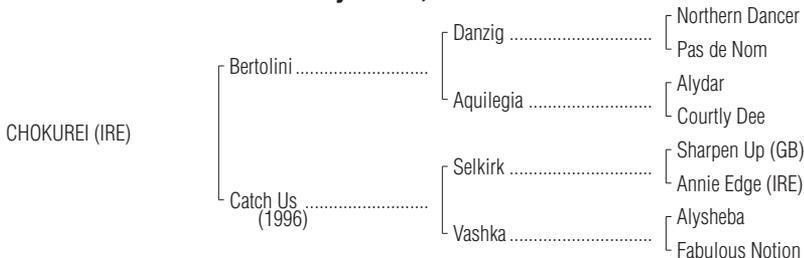 Northern Dancer
Danzig ............................
Pas de Nom
Bertolini ...........................
Alydar
Aquilegia ........................
Courtly Dee
CHOKUREI (IRE)
Sharpen Up (GB)
Selkirk ............................
Annie Edge (IRE)
Catch Us ........................
(1996)
Alysheba
Vashka ............................
Fabulous Notion